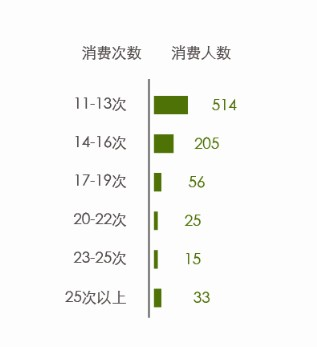 消费次数 消费人数
11-13次 514
14-16次 205
17-19次 56
20-22次 25
23-25次 15
25次以上 33